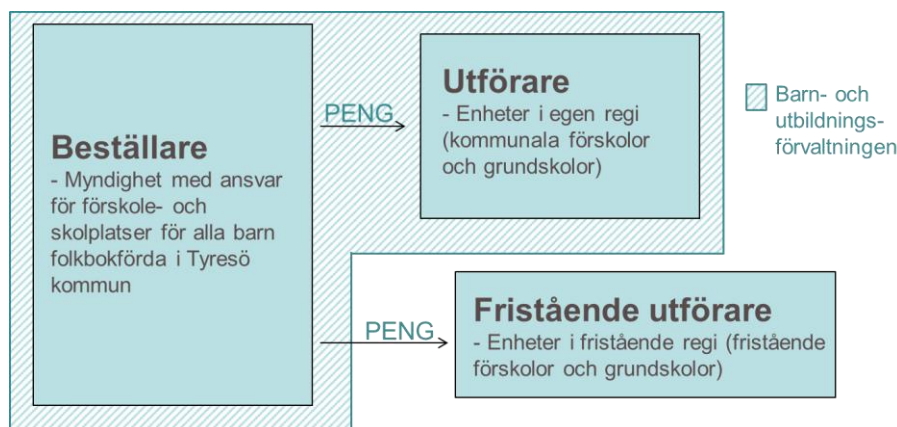 Beställare
- Myndighet med ansvar
för förskole- och
skolplatser för alla barn
folkbokförda i Tyresö
kommun
PENG
Utförare
- Enheter i egen regi
(kommunala förskolor
och grundskolor)
Barn- och
utbildnings-
förvaltningen
PENG
Fristående utförare
- Enheter i fristående regi (fristående
förskolor och grundskolor)